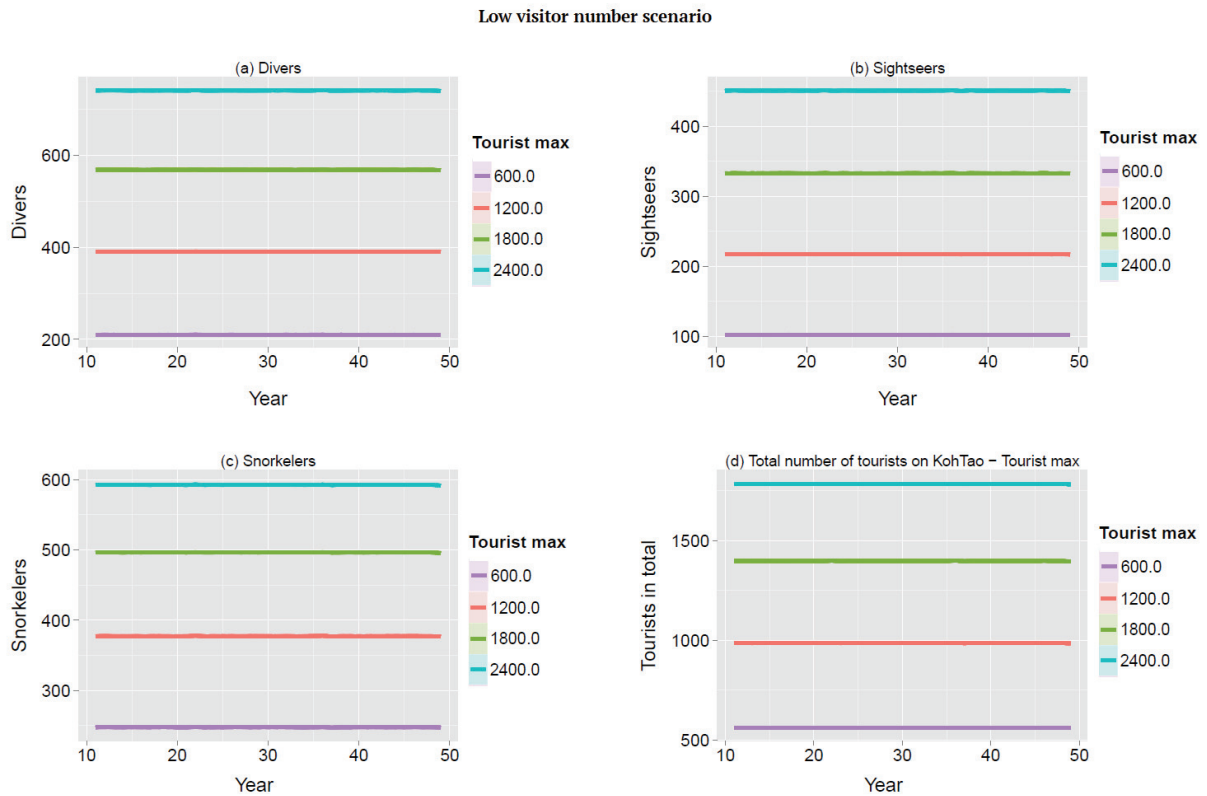 Low visitor number scenario
(a) Divers
Divers
600
400
200
10 20 30 40 50
Year
Tourist max
600.0
1200.0
1800.0
2400.0
(b) Sightseers
Sightseers
400
300
200
100
10 20 30 40 50
Year
Tourist max
600.0
1200.0
1800.0
2400.0
(c) Snorkelers
Snorkelers
600
500
400
300
10 20 30 40 50
Year
Tourist max
600.0
1200.0
1800.0
2400.0
(d) Total number of tourists on KohTao − Tourist max
Tourists in total
1500
1000
500
10 20 30 40 50
Year
Tourist max
600.0
1200.0
1800.0
2400.0